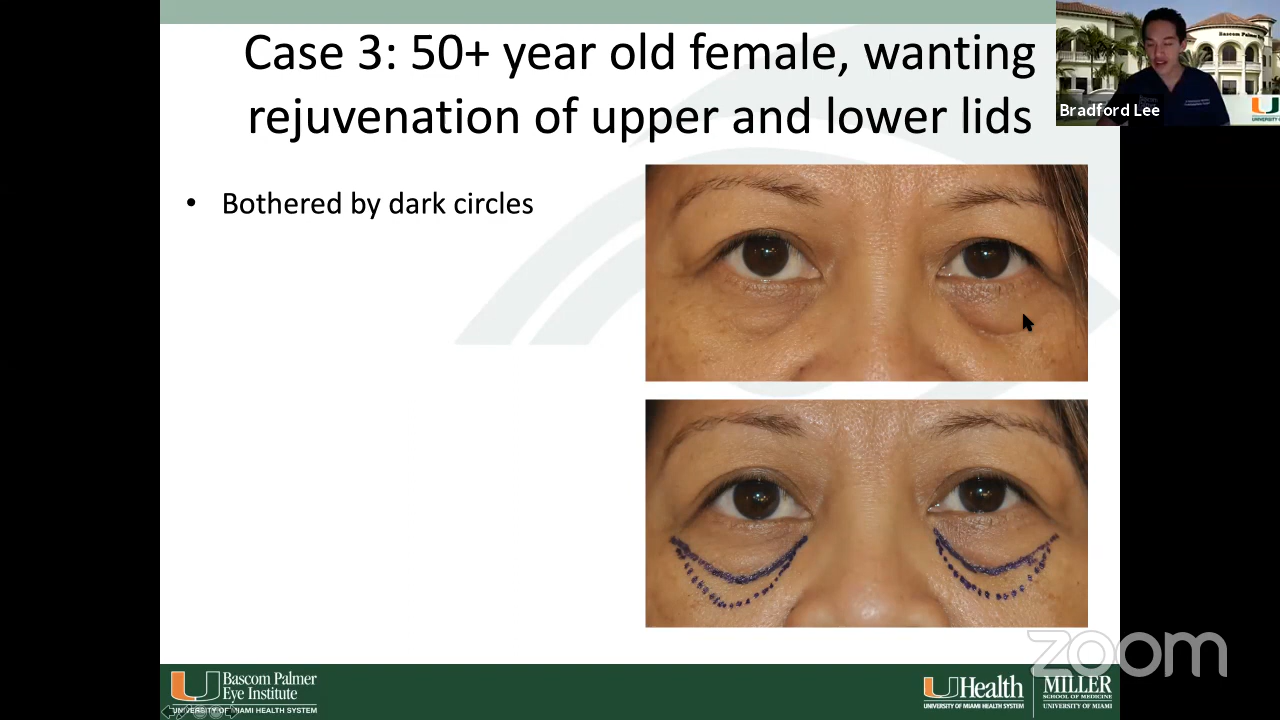 Case 3: 50+ year old female, wanting
rejuvenation of upper and lower lids
Bascom Palmer
Bradford Lee
• Bothered by dark circles
zoom
Bascom Palmer
Eye Institute
UNIVERSITY OF MIAMI HEALTH SYSTEM
UHealth
UNIVERSITY OF MIAMI HEALTH SYSTEM
MILLER
SCHOOL OF MEDICINE
UNIVERSITY OF MIAMI